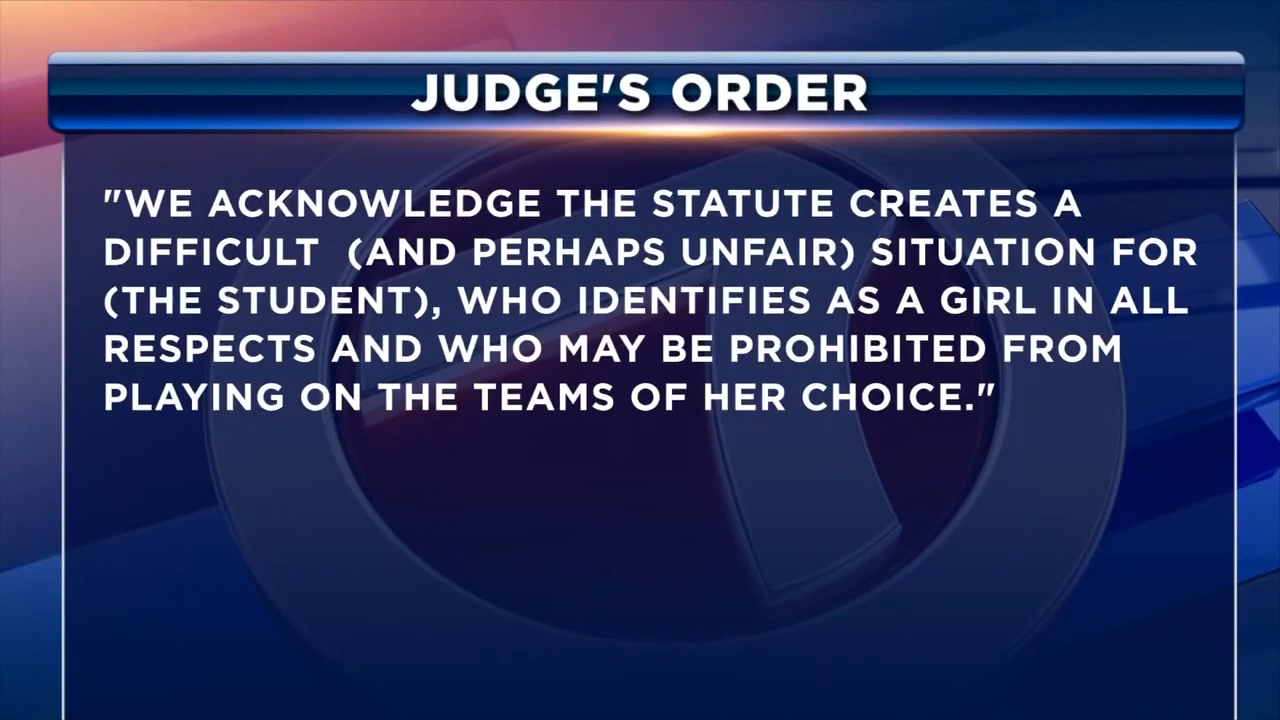 JUDGE'S ORDER
"WE ACKNOWLEDGE THE STATUTE CREATES A
DIFFICULT  (AND PERHAPS UNFAIR) SITUATION FOR
(THE STUDENT), WHO IDENTIFIES AS A GIRL IN ALL
RESPECTS AND WHO MAY BE PROHIBITED FROM
PLAYING ON THE TEAMS OF HER CHOICE."